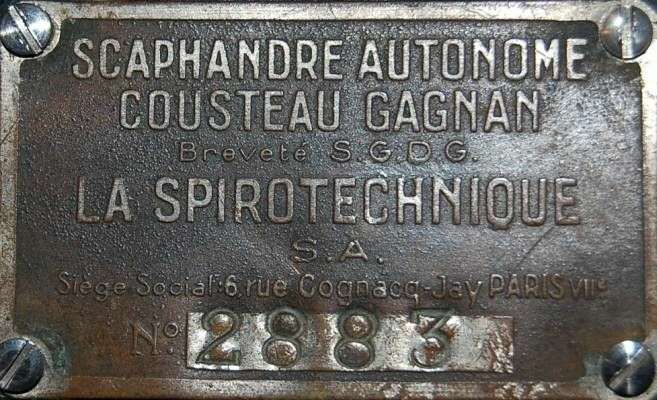 SCAPHANDRE AUTONOME
COUSTEAU GAGNAN
Breveté S.G.D.G.
LA SPIROTECHNIQUE
S.A.
Siège Social: 6, rue Cognacq-Jay PARIS VIIe
No. 2883